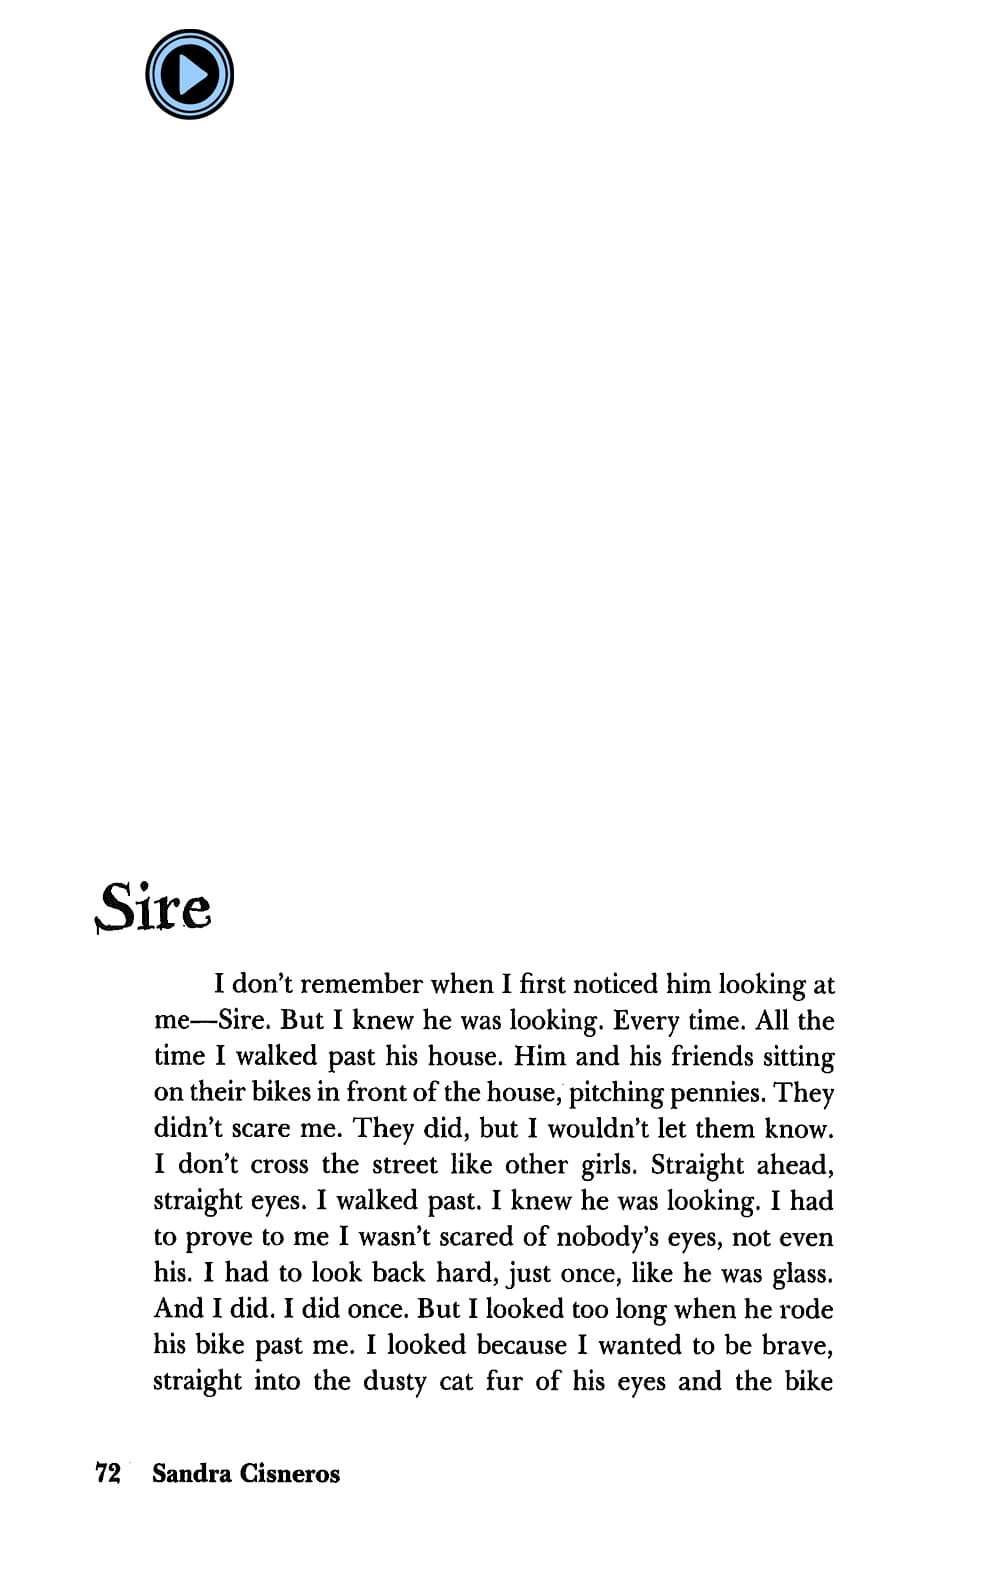 Sire
I don’t remember when I first noticed him looking at
me—Sire. But I knew he was looking. Every time. All the
time I walked past his house. Him and his friends sitting
on their bikes in front of the house, pitching pennies. They
didn’t scare me. They did, but I wouldn’t let them know.
I don’t cross the street like other girls. Straight ahead,
straight eyes. I walked past. I knew he was looking. I had
to prove to me I wasn’t scared of nobody’s eyes, not even
his. I had to look back hard, just once, like he was glass.
And I did. I did once. But I looked too long when he rode
his bike past me. I looked because I wanted to be brave,
straight into the dusty cat fur of his eyes and the bike
72 Sandra Cisneros